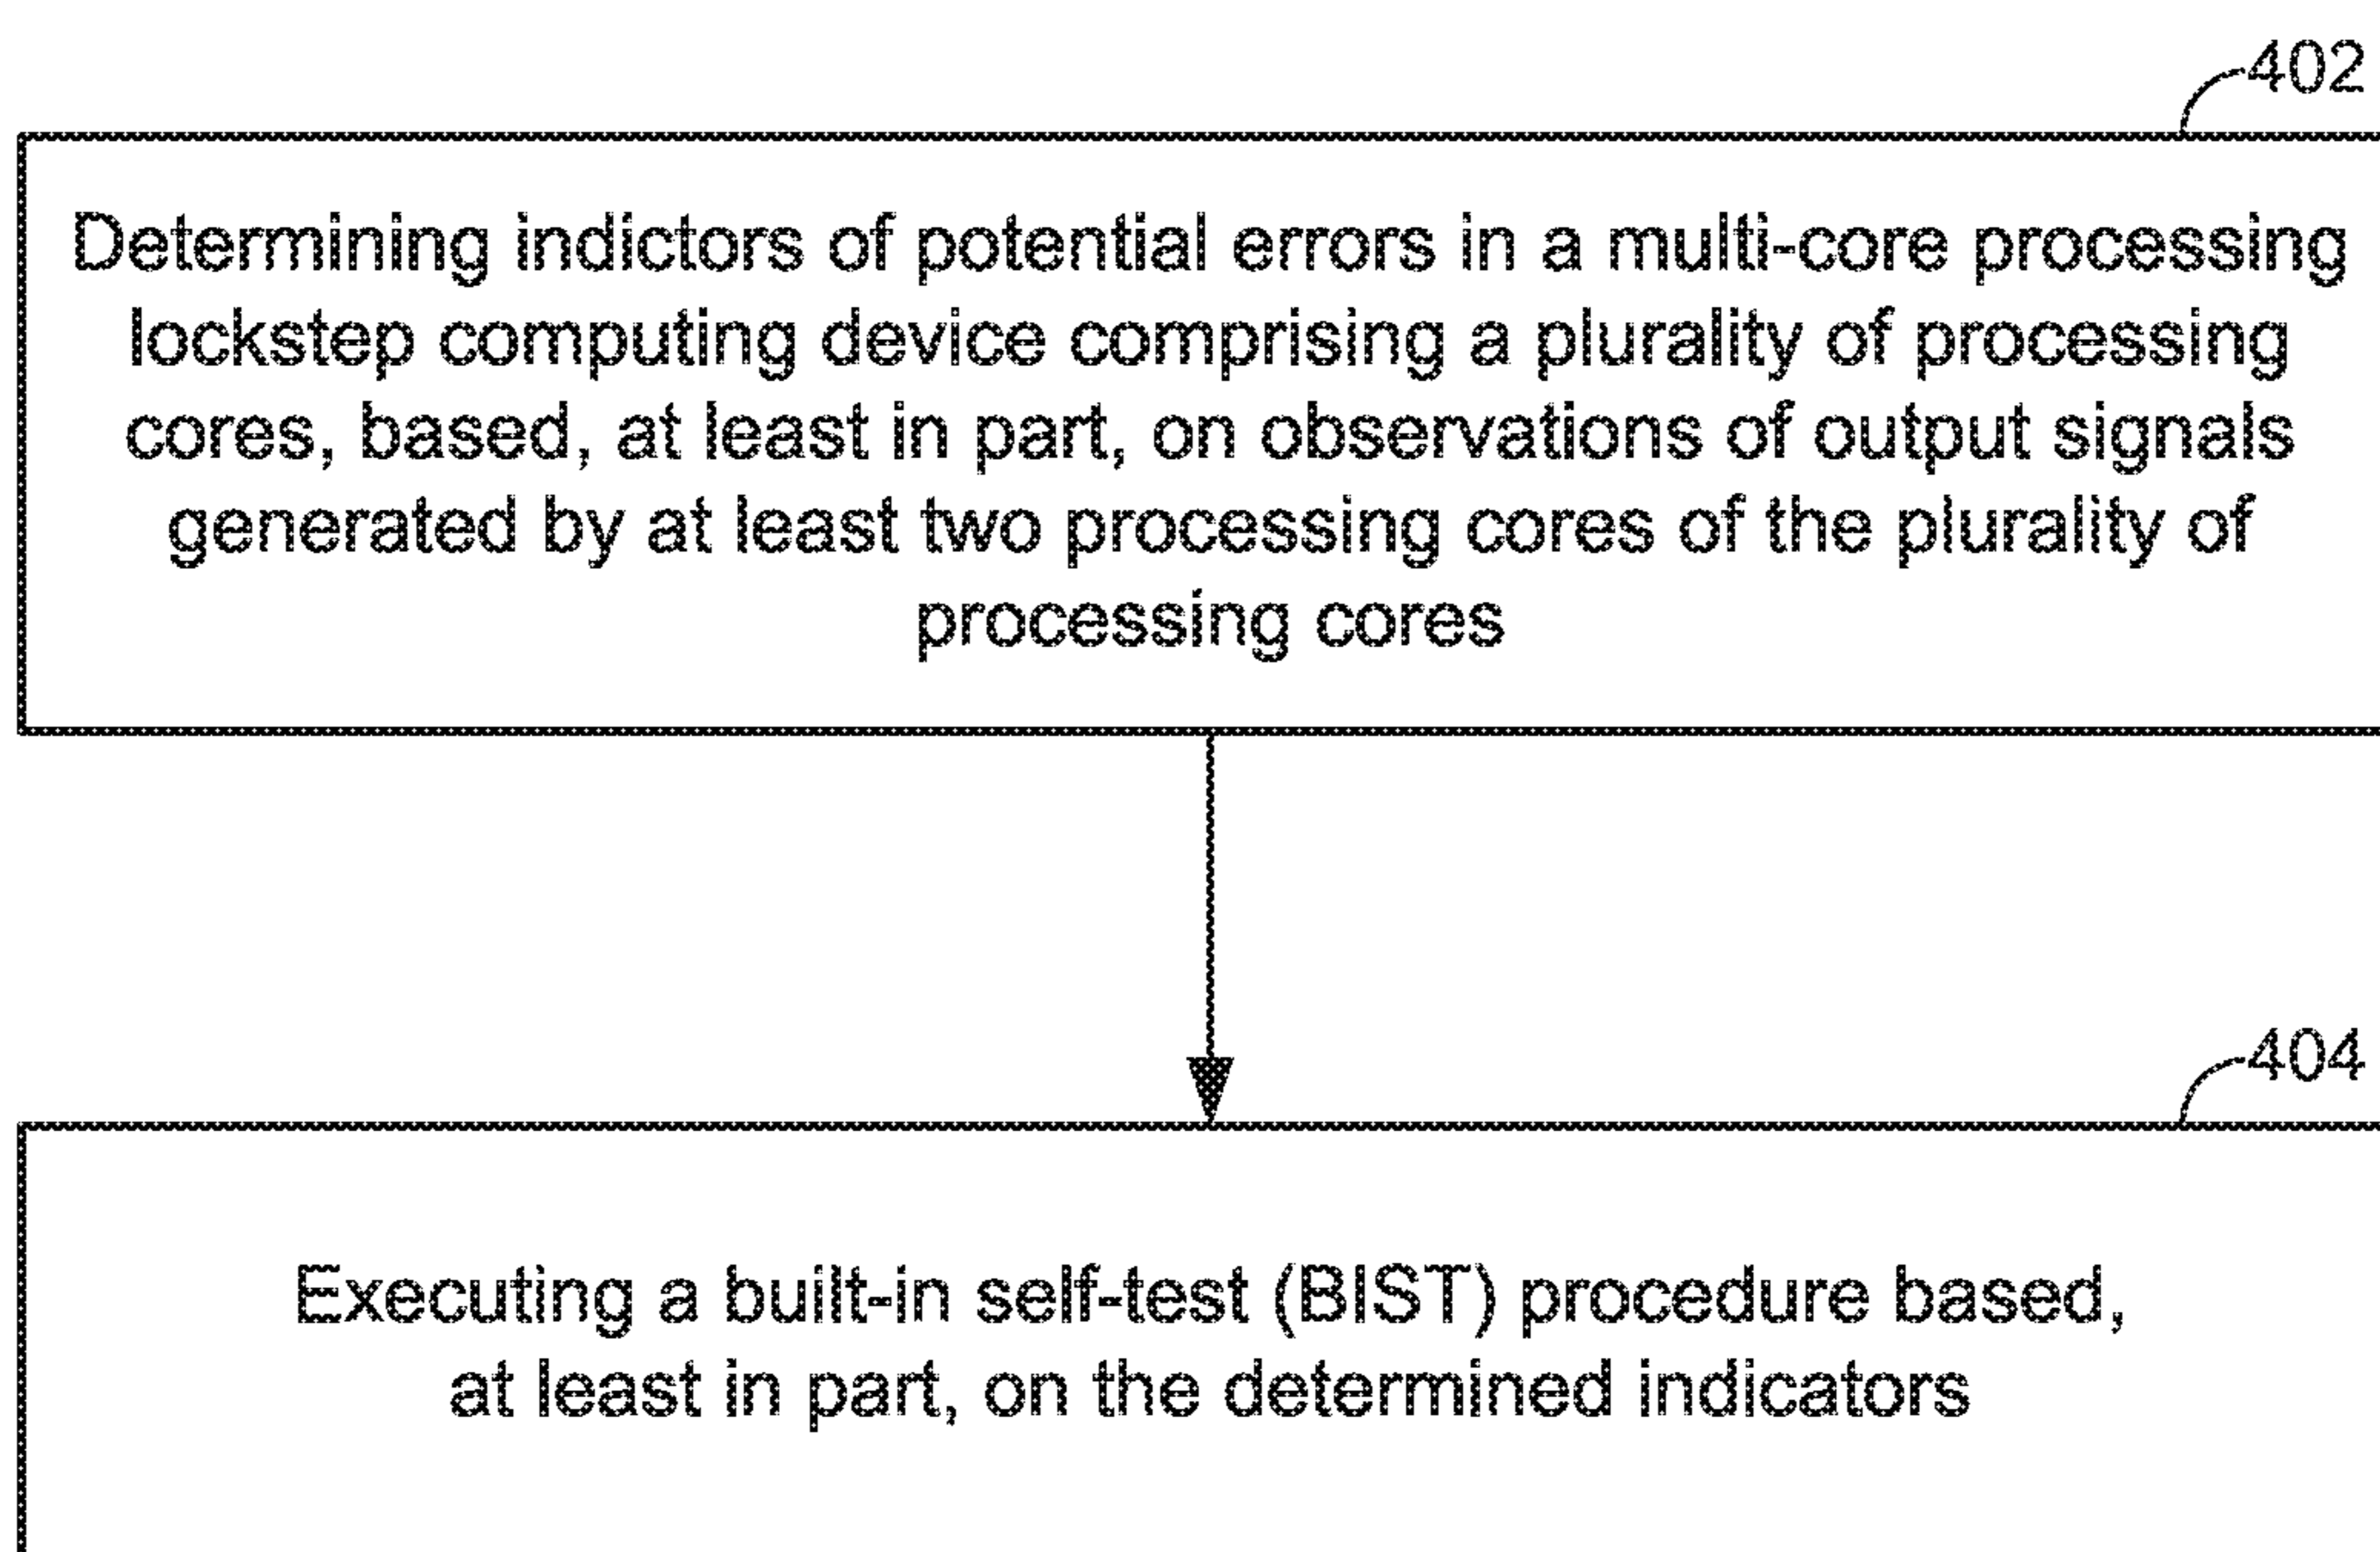 402
Determining indictors of potential errors in a multi-core processing
lockstep computing device comprising a plurality of processing
cores, based, at least in part, on observations of output signals
generated by at least two processing cores of the plurality of
processing cores
404
Executing a built-in self-test (BIST) procedure based,
at least in part, on the determined indicators